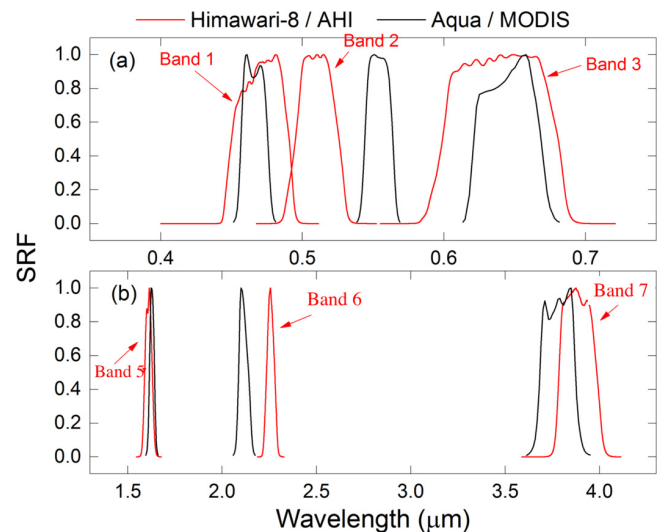 Himawari-8 / AHI Aqua / MODIS
(a)
Band 1
Band 2
Band 3
1.0
0.8
0.6
0.4
0.2
0.0
0.4 0.5 0.6 0.7
SRF
(b)
Band 5
Band 6
Band 7
1.0
0.8
0.6
0.4
0.2
0.0
1.5 2.0 2.5 3.0 3.5 4.0
Wavelength (μm)